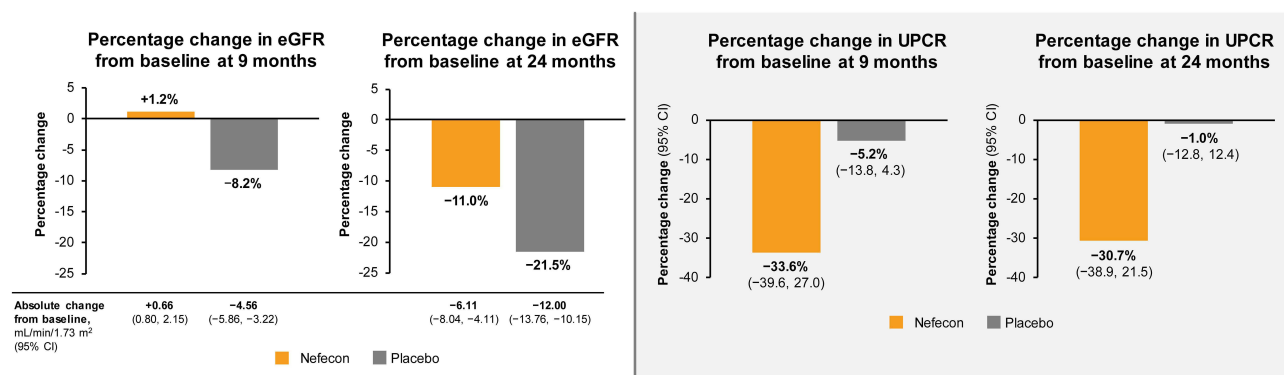 Percentage change in eGFR
from baseline at 9 months
Percentage change
5
0
-5
-10
-15
-20
-25
+1.2%
−8.2%
Percentage change in eGFR
from baseline at 24 months
Percentage change
5
0
-5
-10
-15
-20
-25
−11.0%
−21.5%
Absolute change
from baseline,
mL/min/1.73 m²
(95% CI)
+0.66
(0.80, 2.15)
−4.56
(−5.86, −3.22)
−6.11
(−8.04, −4.11)
−12.00
(−13.76, −10.15)
Nefecon
Placebo
Percentage change in UPCR
from baseline at 9 months
Percentage change (95% CI)
0
-10
-20
-30
-40
−33.6%
(−39.6, 27.0)
−5.2%
(−13.8, 4.3)
Percentage change in UPCR
from baseline at 24 months
Percentage change (95% CI)
0
-10
-20
-30
-40
−30.7%
(−38.9, 21.5)
−1.0%
(−12.8, 12.4)
Nefecon
Placebo